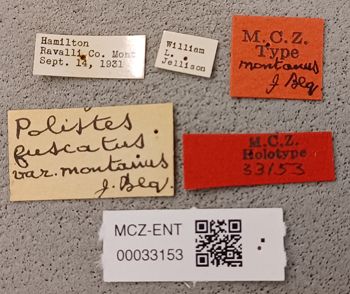 Hamilton
Ravalli Co. Mont
Sept. 14, 1931
William
L.
Jellison
M.C.Z.
Type
montanus
J. Beq
Polistes
fuscatus.
var. montanus
J. Beq.
M.C.Z.
Holotype
33153
MCZ-ENT
00033153